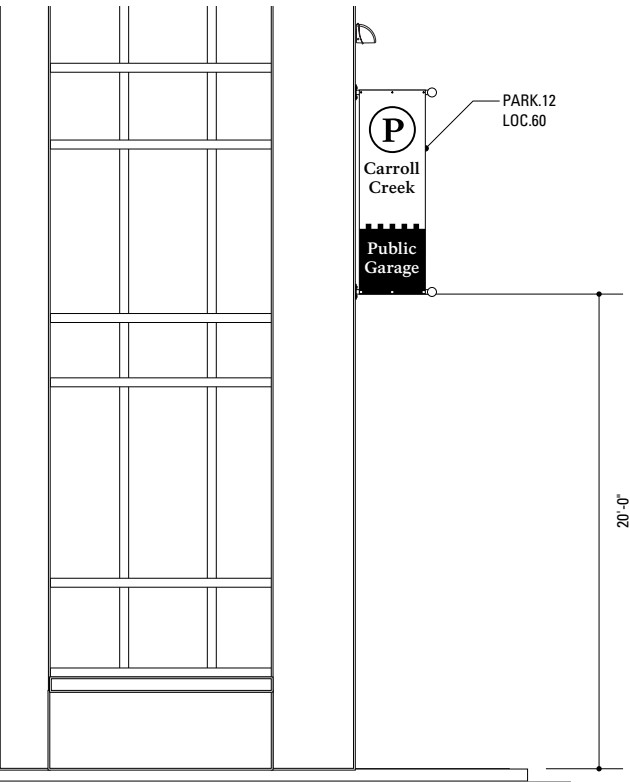 PARK.12
LOC.60
P
Carroll
Creek
Public
Garage
20'-0"